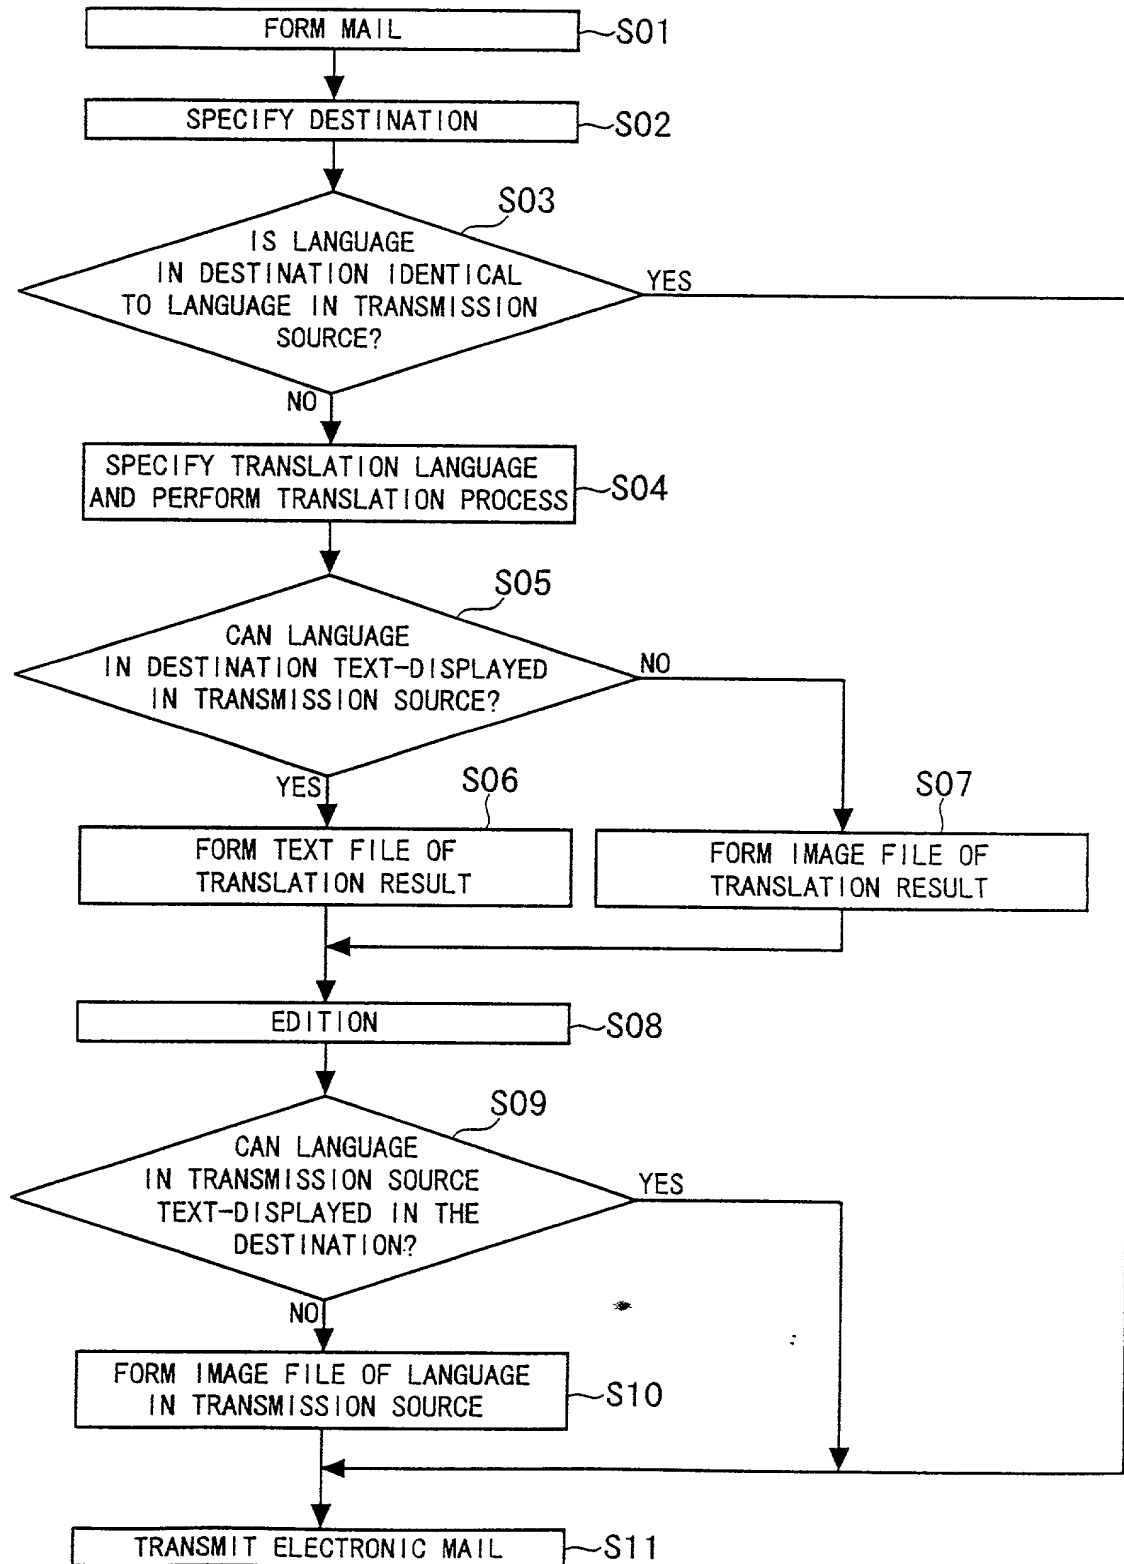 FORM MAIL
S01
SPECIFY DESTINATION
S02
S03
IS LANGUAGE
IN DESTINATION IDENTICAL
TO LANGUAGE IN TRANSMISSION
SOURCE?
YES
NO
SPECIFY TRANSLATION LANGUAGE
AND PERFORM TRANSLATION PROCESS
S04
S05
CAN LANGUAGE
IN DESTINATION TEXT-DISPLAYED
IN TRANSMISSION SOURCE?
NO
YES
S06
S07
FORM TEXT FILE OF
TRANSLATION RESULT
FORM IMAGE FILE OF
TRANSLATION RESULT
EDITION
S08
S09
CAN LANGUAGE
IN TRANSMISSION SOURCE
TEXT-DISPLAYED IN THE
DESTINATION?
YES
NO
FORM IMAGE FILE OF LANGUAGE
IN TRANSMISSION SOURCE
S10
TRANSMIT ELECTRONIC MAIL
S11